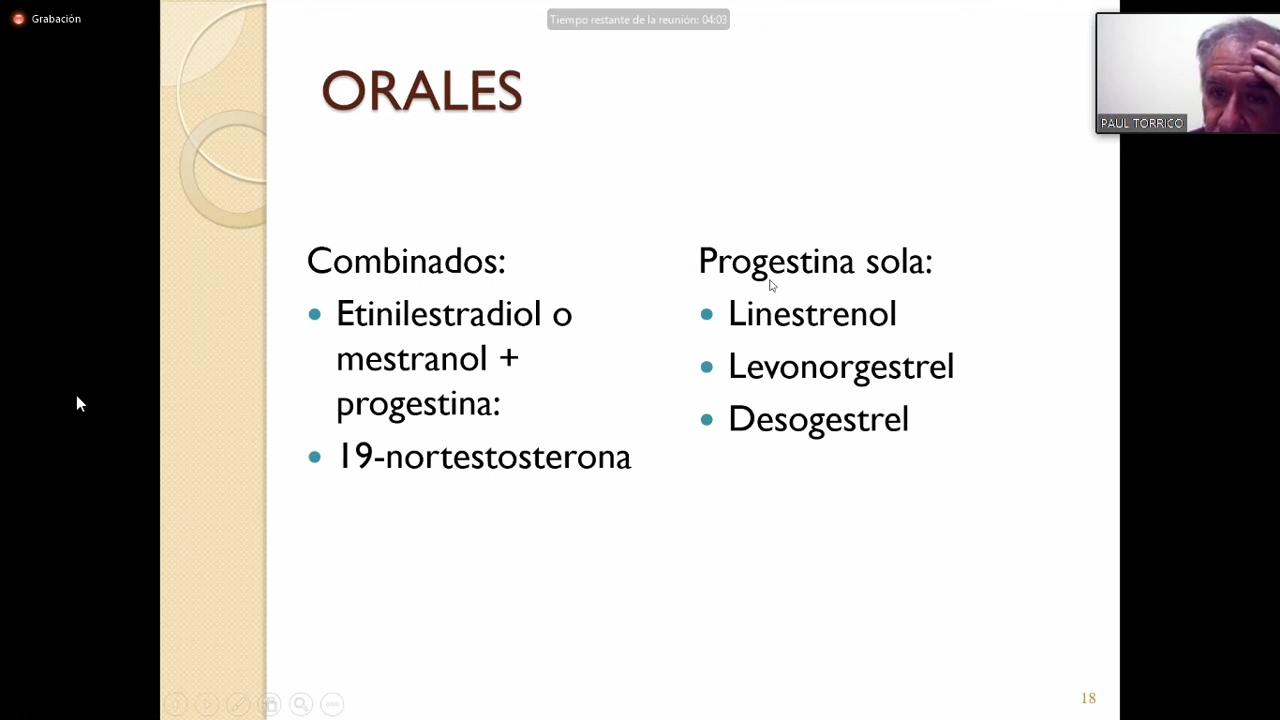 Grabación
Tiempo restante de la reunión: 04:03
PAUL TORRICO
ORALES
Combinados:
• Etinilestradiol o
mestranol +
progestina:
• 19-nortestosterona
Progestina sola:
• Linestrenol
• Levonorgestrel
• Desogestrel
18